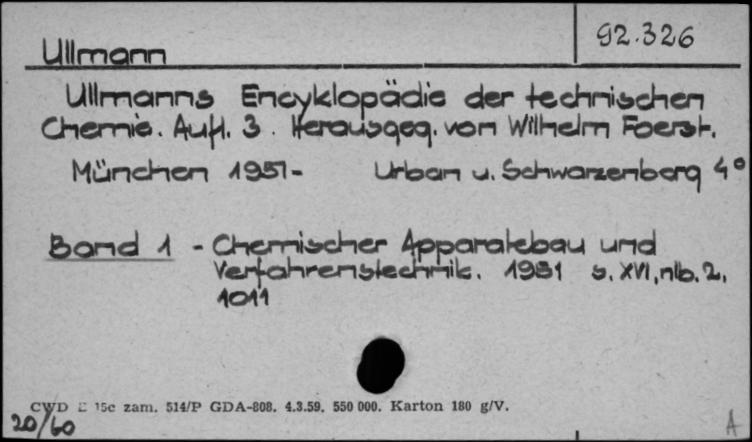 92.326
Ullmann
Ullmanns Encyklopädie der technischen
Chemie. Aufl. 3. Herausgeg. von Wilhelm Foerst.
München 1951- Urban u. Schwarzenberg 4°
Band 1 - Chemischer Apparatebau und
Verfahrenstechnik. 1951 s. XVI, nlb. 2,
1011
CWD E 15c zam. 514/P GDA-808. 4.3.59. 550 000. Karton 180 g/V.
20/60
A